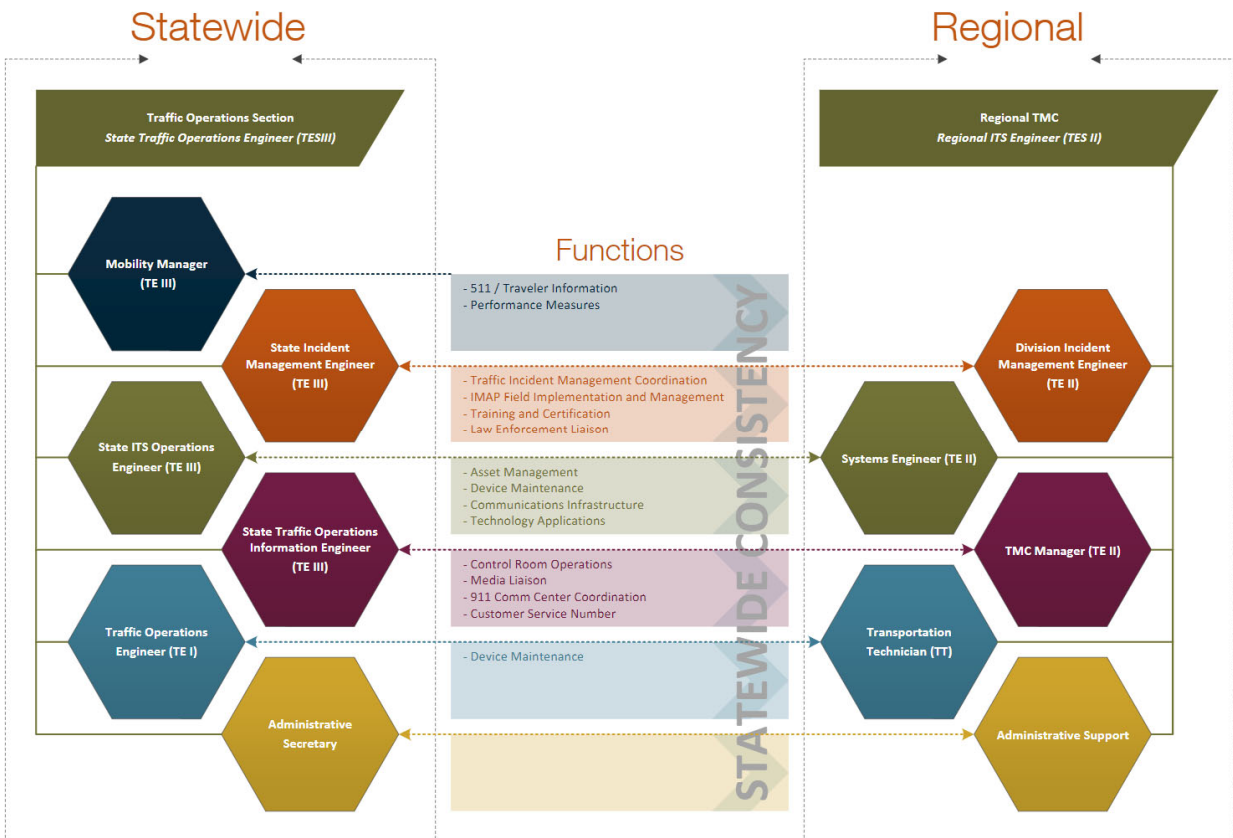 Statewide
Regional
Traffic Operations Section
State Traffic Operations Engineer (TESIII)
Regional TMC
Regional ITS Engineer (TES II)
Functions
Mobility Manager
(TE III)
- 511 / Traveler Information
- Performance Measures
State Incident
Management Engineer
(TE III)
- Traffic Incident Management Coordination
- IMAP Field Implementation and Management
- Training and Certification
- Law Enforcement Liaison
Division Incident
Management Engineer
(TE II)
State ITS Operations
Engineer (TE III)
- Asset Management
- Device Maintenance
- Communications Infrastructure
- Technology Applications
Systems Engineer (TE II)
State Traffic Operations
Information Engineer
(TE III)
- Control Room Operations
- Media Liaison
- 911 Comm Center Coordination
- Customer Service Number
TMC Manager (TE II)
Traffic Operations
Engineer (TE I)
- Device Maintenance
Transportation
Technician (TT)
Administrative
Secretary
Administrative Support
STATEWIDE CONSISTENCY